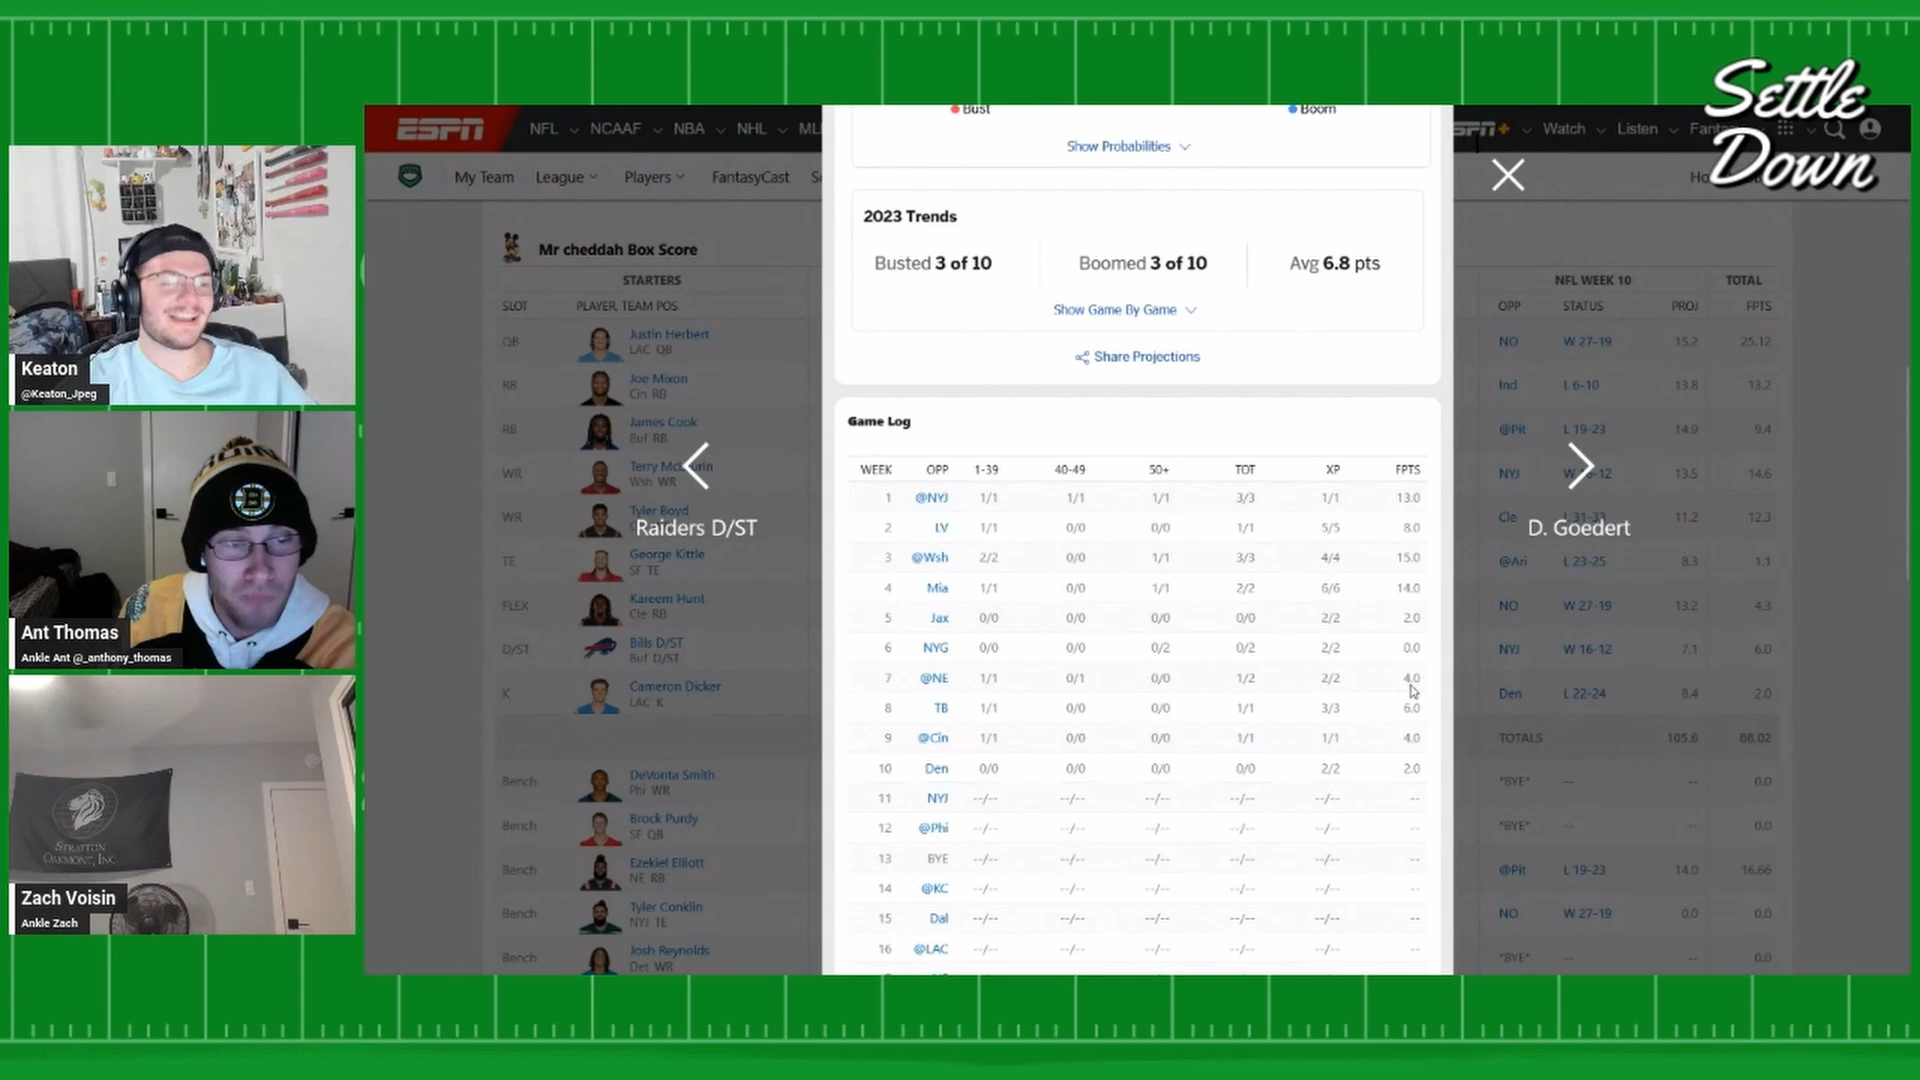 Settle
Down
ESPN
NFL NCAAF NBA NHL
Watch Listen
My Team League Players FantasyCast
Bust Boom
Show Probabilities
2023 Trends
Busted 3 of 10 Boomed 3 of 10 Avg 6.8 pts
Show Game By Game
Share Projections
Game Log
WEEK OPP 1-39 40-49 50+ TOT XP FPTS
1 @NYJ 1/1 1/1 1/1 3/3 1/1 13.0
2 LV 1/1 0/0 0/0 1/1 5/5 8.0
3 @Wsh 2/2 0/0 1/1 3/3 4/4 15.0
4 Mia 1/1 0/0 1/1 2/2 6/6 14.0
5 Jax 0/0 0/0 0/0 0/0 2/2 2.0
6 NYG 0/0 0/0 0/2 0/2 2/2 0.0
7 @NE 1/1 0/1 0/0 1/2 2/2 4.0
8 TB 1/1 0/0 0/0 1/1 3/3 6.0
9 @Cin 1/1 0/0 0/0 1/1 1/1 4.0
10 Den 0/0 0/0 0/0 0/0 2/2 2.0
11 NYJ --/-- --/-- --/-- --/-- --/-- --
12 @Phi --/-- --/-- --/-- --/-- --/-- --
13 BYE --/-- --/-- --/-- --/-- --/-- --
14 @KC --/-- --/-- --/-- --/-- --/-- --
15 Dal --/-- --/-- --/-- --/-- --/-- --
16 @LAC --/-- --/-- --/-- --/-- --/-- --
Mr cheddah Box Score
STARTERS
SLOT PLAYER, TEAM POS
QB Justin Herbert
LAC QB
RB Joe Mixon
Cin RB
RB James Cook
Buf RB
WR Terry
Wsh WR
WR Tyler Boyd
Raiders D/ST
TE George Kittle
SF TE
FLEX Kareem Hunt
Cle RB
D/ST Bills D/ST
Buf D/ST
K Cameron Dicker
LAC K
Bench DeVonta Smith
Phi WR
Bench Brock Purdy
SF QB
Bench Ezekiel Elliott
NE RB
Bench Tyler Conklin
NYJ TE
Bench Josh Reynolds
Det WR
NFL WEEK 10 TOTAL
OPP STATUS PROJ FPTS
NO W 27-19 15.2 25.12
Ind L 6-10 13.8 13.2
@Pit L 19-23 14.9 9.4
NYJ 13.5 14.6
Cle L 31-33 11.2 12.3
D. Goedert
@Ari L 23-25 8.3 1.1
NO W 27-19 13.2 4.3
NYJ W 16-12 7.1 6.0
Den L 22-24 8.4 2.0
TOTALS 105.6 88.02
*BYE* -- -- 0.0
*BYE* -- -- 0.0
@Pit L 19-23 14.0 16.66
NO W 27-19 0.0 0.0
*BYE* -- -- 0.0
Keaton
@Keaton_Jpeg
B
Ant Thomas
Ankle Ant @_anthony_thomas
STRATTON
OAKMONT, INC.
Zach Voisin
Ankle Zach